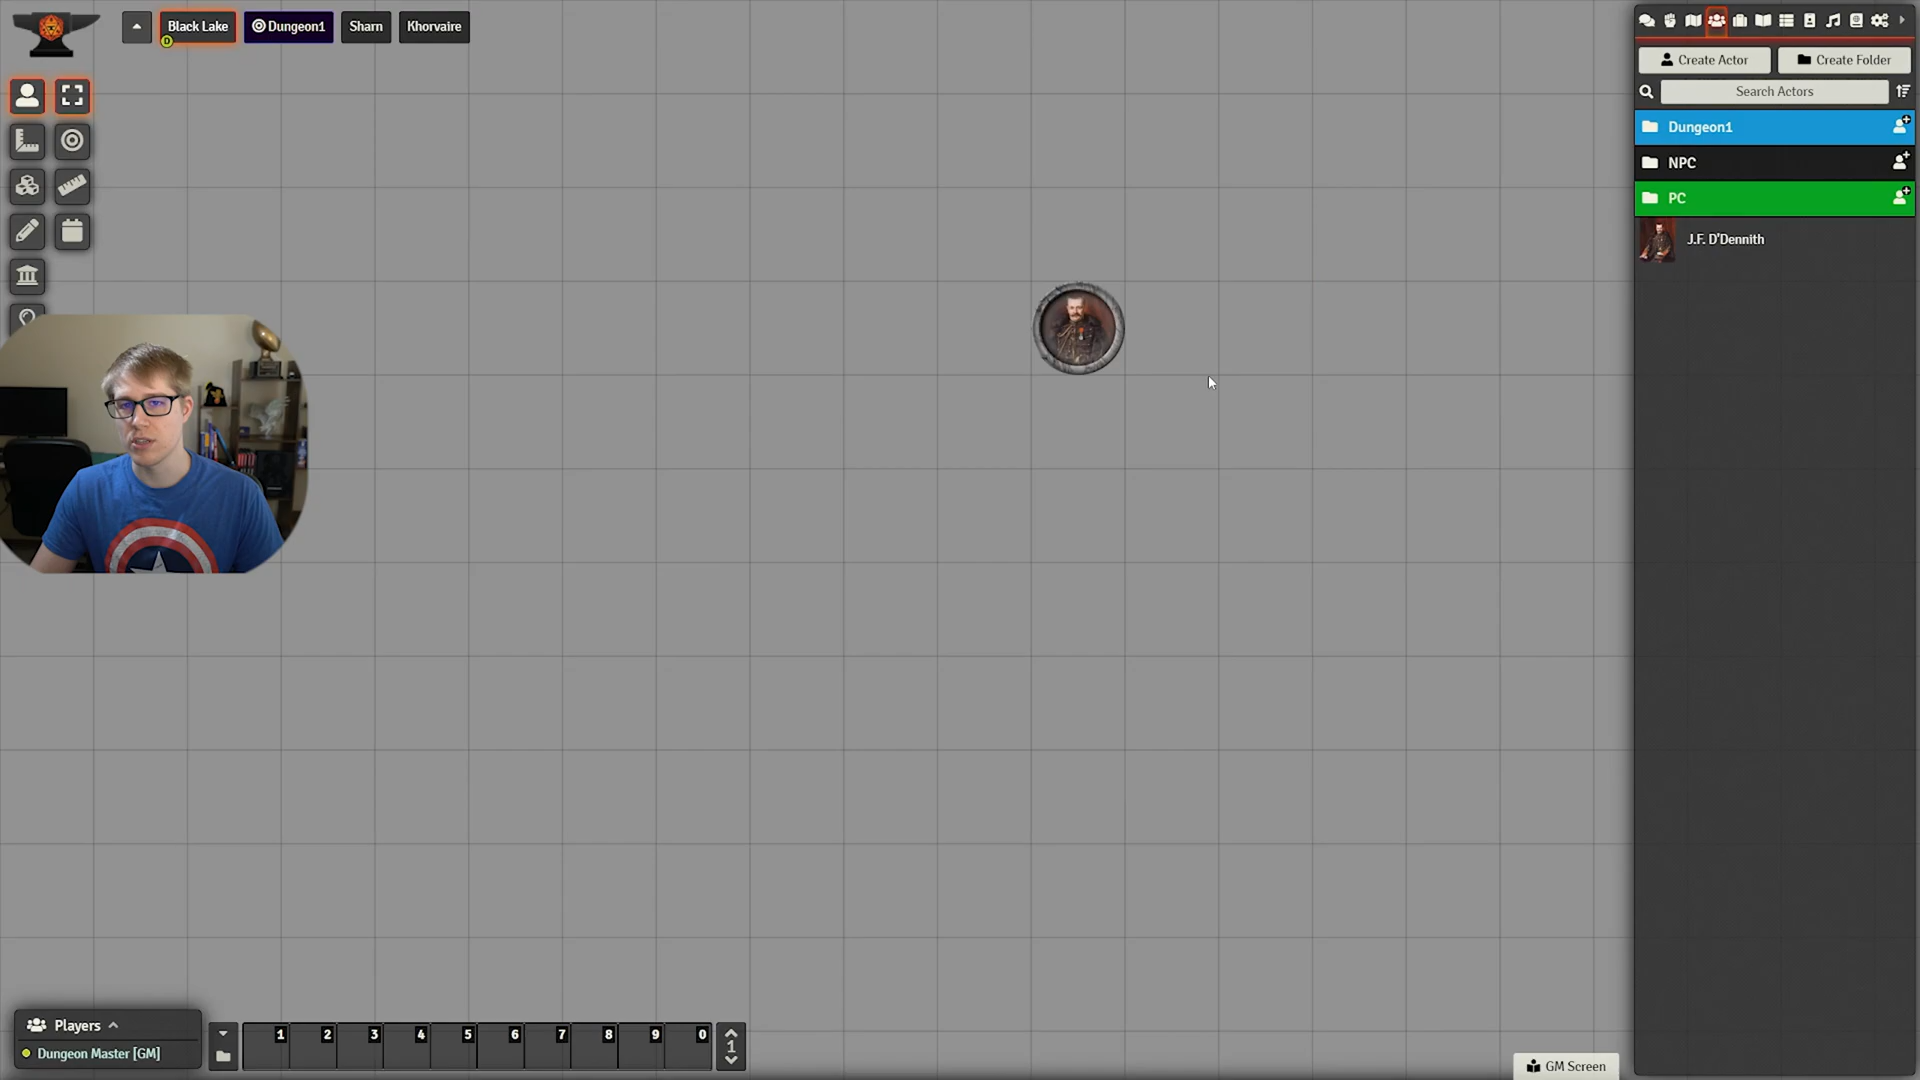 Black Lake
D
Dungeon1
Sharn
Khorvaire
Create Actor
Create Folder
Search Actors
Dungeon1
NPC
PC
J.F. D'Dennith
Players
Dungeon Master [GM]
1 2 3 4 5 6 7 8 9 0
1
GM Screen